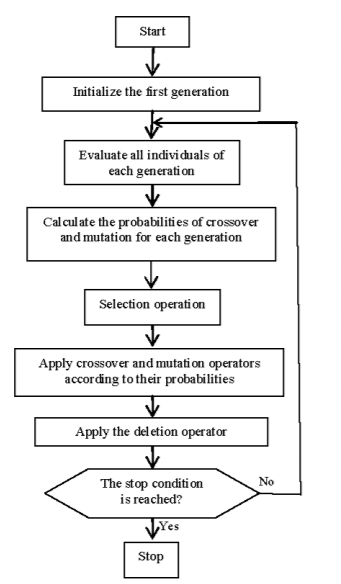 Start
Initialize the first generation
Evaluate all individuals of
each generation
Calculate the probabilities of crossover
and mutation for each generation
Selection operation
Apply crossover and mutation operators
according to their probabilities
Apply the deletion operator
The stop condition
is reached?
No
Yes
Stop